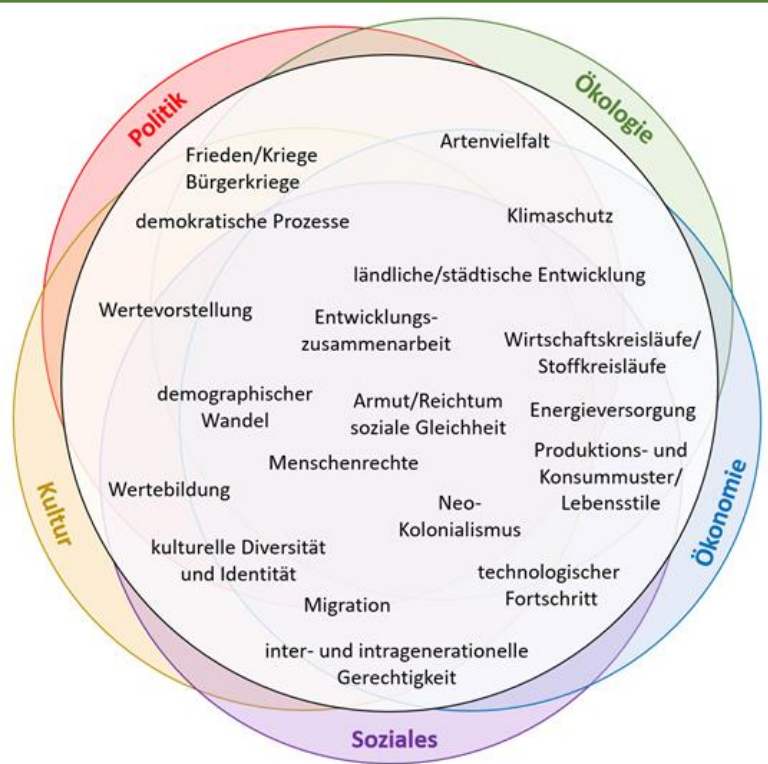 Politik
Ökologie
Frieden/Kriege
Bürgerkriege
Artenvielfalt
demokratische Prozesse
Klimaschutz
ländliche/städtische Entwicklung
Wertevorstellung
Entwicklungs-
zusammenarbeit
Wirtschaftskreisläufe/
Stoffkreisläufe
demographischer
Wandel
Armut/Reichtum
soziale Gleichheit
Energieversorgung
Menschenrechte
Produktions- und
Konsummuster/
Lebensstile
Wertebildung
Neo-
Kolonialismus
Kultur
Ökonomie
kulturelle Diversität
und Identität
technologischer
Fortschritt
Migration
inter- und intragenerationelle
Gerechtigkeit
Soziales